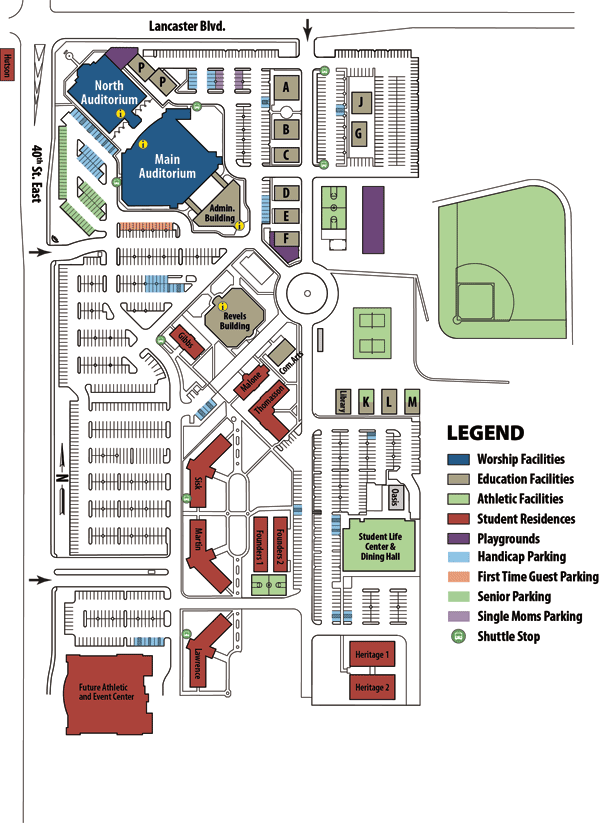 Lancaster Blvd.
Hutson
40th St. East
North
Auditorium
P
P
i
Main
Auditorium
i
Admin.
Building
i
A
B
C
D
E
F
J
G
Revels
Building
i
Gibbs
Com.Arts
Malone
Thomasson
Library
K
L
M
N
Sisk
Oasis
Martin
Founders 1
Founders 2
Student Life
Center &
Dining Hall
Lawrence
Heritage 1
Heritage 2
Future Athletic
and Event Center
LEGEND
Worship Facilities
Education Facilities
Athletic Facilities
Student Residences
Playgrounds
Handicap Parking
First Time Guest Parking
Senior Parking
Single Moms Parking
Shuttle Stop